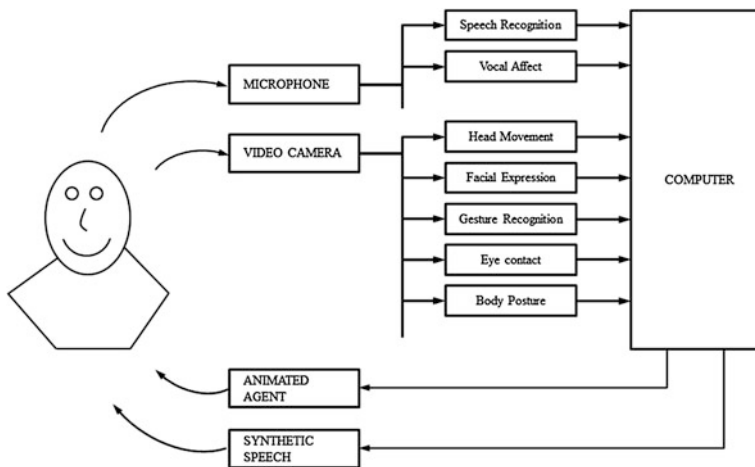 Speech Recognition
MICROPHONE
Vocal Affect
VIDEO CAMERA
Head Movement
Facial Expression
COMPUTER
Gesture Recognition
Eye contact
Body Posture
ANIMATED
AGENT
SYNTHETIC
SPEECH